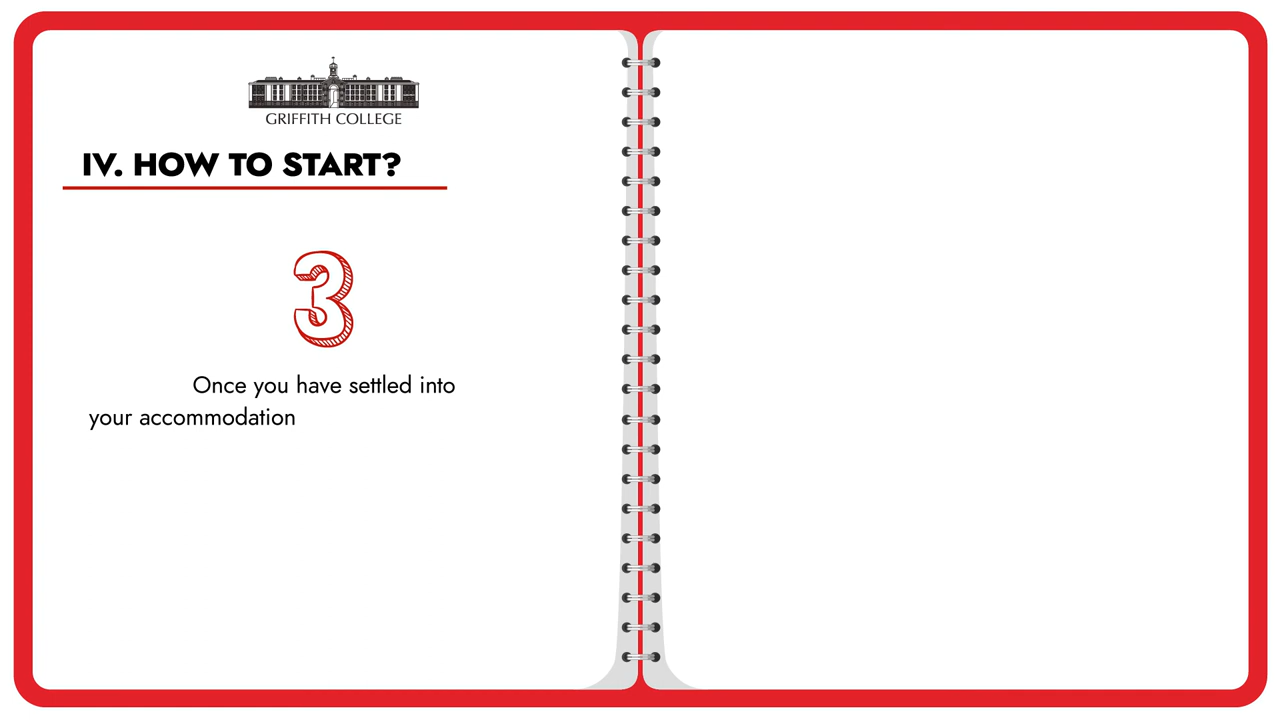 GRIFFITH COLLEGE
IV. HOW TO START?
3
Once you have settled into
your accommodation